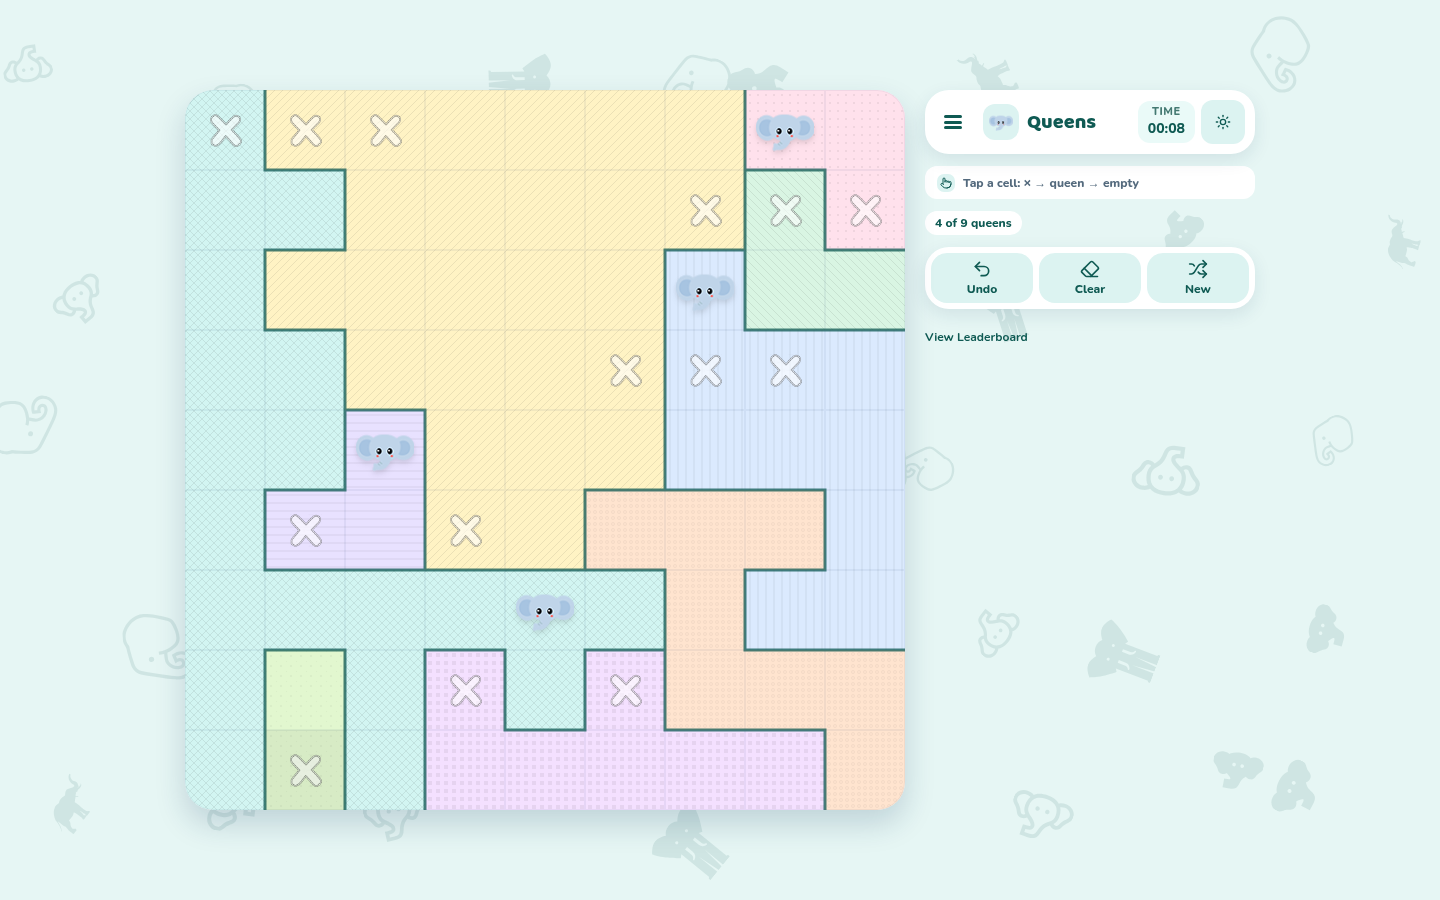 Queens
TIME
00:08
Tap a cell: × → queen → empty
4 of 9 queens
Undo
Clear
New
View Leaderboard